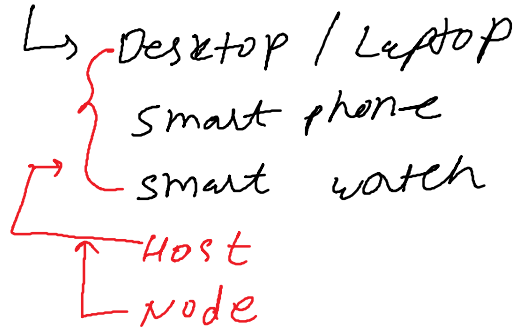 Desktop / Laptop
smart phone
smart watch
Host
Node